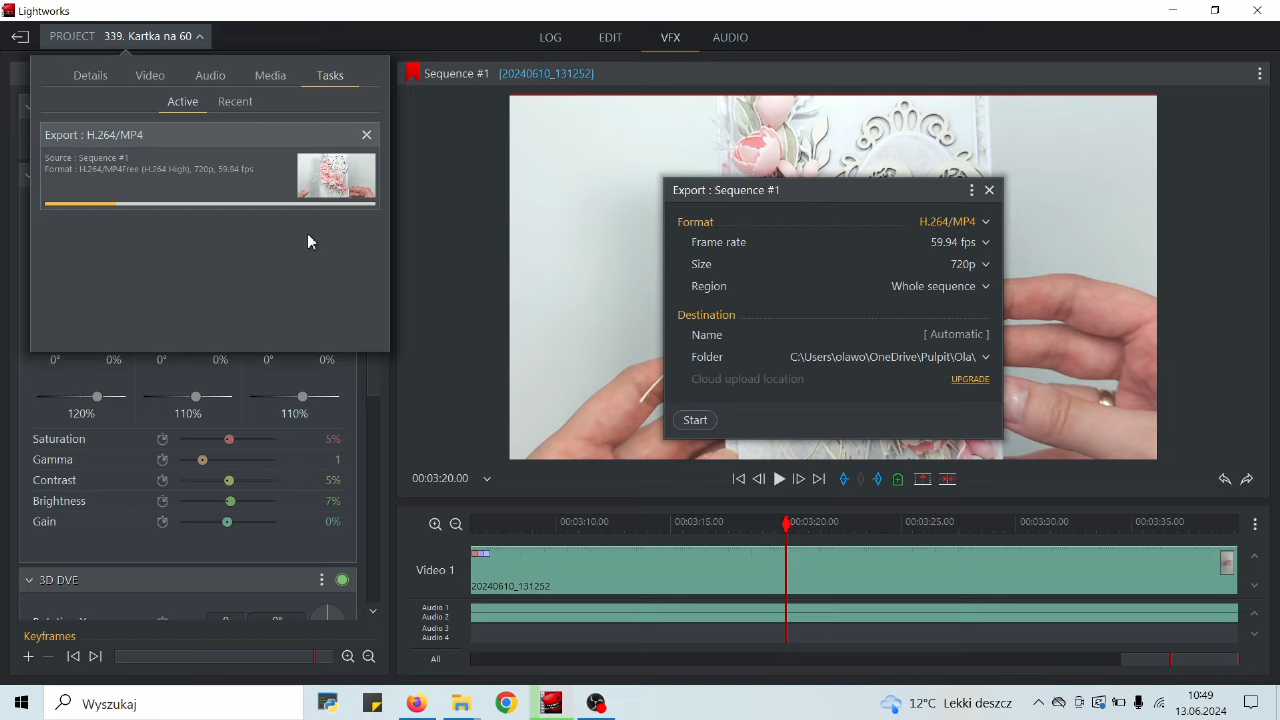 Lightworks
PROJECT 339. Kartka na 60
LOG EDIT VFX AUDIO
Details Video Audio Media Tasks
Active Recent
Export : H.264/MP4
Source : Sequence #1
Format : H.264/MP4Free (H.264 High), 720p, 59.94 fps
0° 0% 0° 0% 0° 0%
120% 110% 110%
Saturation 5%
Gamma 1
Contrast 5%
Brightness 7%
Gain 0%
3D DVE
Keyframes
Sequence #1 [20240610_131252]
Export : Sequence #1
Format H.264/MP4
Frame rate 59.94 fps
Size 720p
Region Whole sequence
Destination
Name [ Automatic ]
Folder C:\Users\olawo\OneDrive\Pulpit\Ola\
Cloud upload location UPGRADE
Start
00:03:20.00
00:03:10.00 00:03:15.00 00:03:20.00 00:03:25.00 00:03:30.00 00:03:35.00
Video 1
20240610_131252
Audio 1
Audio 2
Audio 3
Audio 4
All
Wyszukaj
12°C Lekki deszcz
10:49
13.06.2024